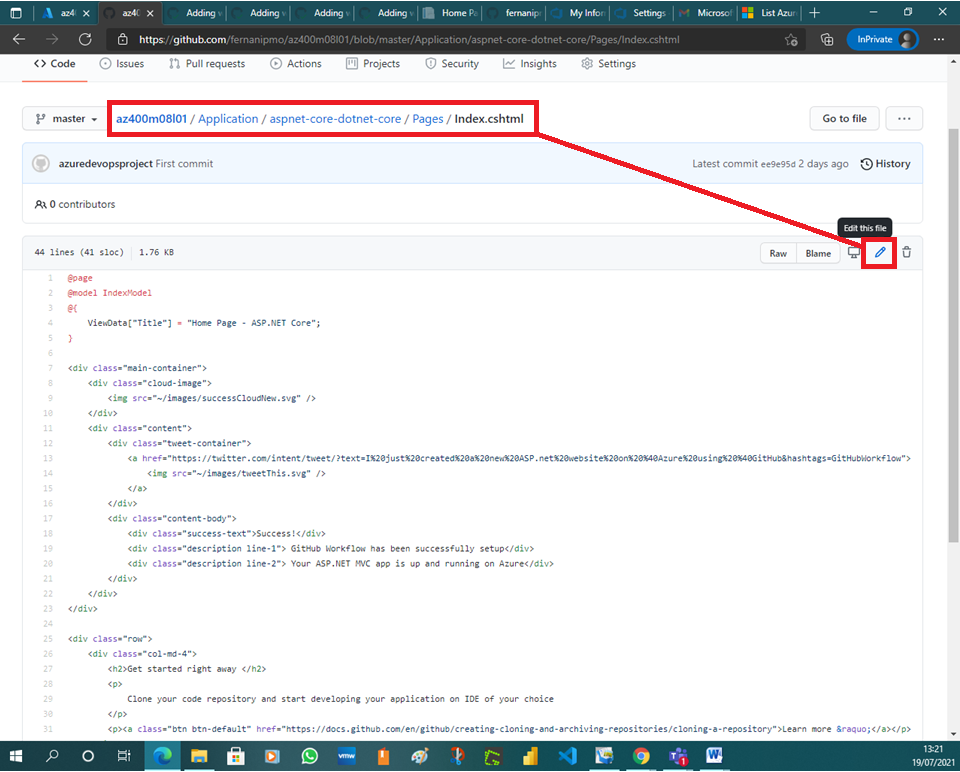 az4
az4
Adding
Adding
Adding
Adding
Home Pa
fernanip
My Infor
Settings
Microsof
List Azur
https://github.com/fernanipmo/az400m08l01/blob/master/Application/aspnet-core-dotnet-core/Pages/Index.cshtml
InPrivate
Code
Issues
Pull requests
Actions
Projects
Security
Insights
Settings
master
az400m08l01 / Application / aspnet-core-dotnet-core / Pages / Index.cshtml
Go to file
azuredevopsproject First commit
Latest commit ee9e95d 2 days ago
History
0 contributors
Edit this file
44 lines (41 sloc) 1.76 KB
Raw
Blame
1 @page
2 @model IndexModel
3 @{
4 ViewData["Title"] = "Home Page - ASP.NET Core";
5 }
6
7 <div class="main-container">
8 <div class="cloud-image">
9 <img src="~/images/successCloudNew.svg" />
10 </div>
11 <div class="content">
12 <div class="tweet-container">
13 <a href="https://twitter.com/intent/tweet/?text=I%20just%20created%20a%20new%20ASP.net%20website%20on%20%40Azure%20using%20%40GitHub&hashtags=GitHubWorkflow">
14 <img src="~/images/tweetThis.svg" />
15 </a>
16 </div>
17 <div class="content-body">
18 <div class="success-text">Success!</div>
19 <div class="description line-1"> GitHub Workflow has been successfully setup</div>
20 <div class="description line-2"> Your ASP.NET MVC app is up and running on Azure</div>
21 </div>
22 </div>
23 </div>
24
25 <div class="row">
26 <div class="col-md-4">
27 <h2>Get started right away </h2>
28 <p>
29 Clone your code repository and start developing your application on IDE of your choice
30 </p>
31 <p><a class="btn btn-default" href="https://docs.github.com/en/github/creating-cloning-and-archiving-repositories/cloning-a-repository">Learn more &raquo;</a></p>
vmw
13:21
19/07/2021